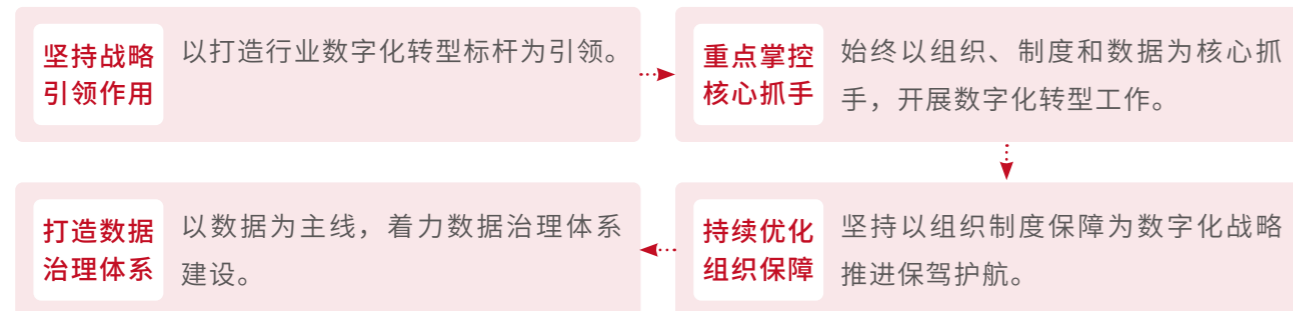 坚持战略
引领作用
以打造行业数字化转型标杆为引领。
重点掌控
核心抓手
始终以组织、制度和数据为核心抓
手，开展数字化转型工作。
持续优化
组织保障
坚持以组织制度保障为数字化战略
推进保驾护航。
打造数据
治理体系
以数据为主线，着力数据治理体系
建设。